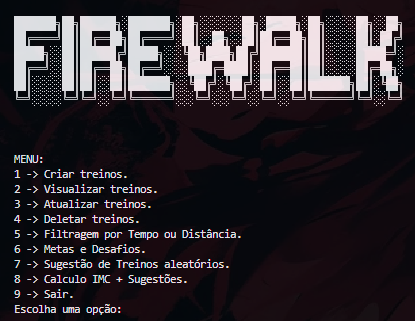 FIREWALK
MENU:
1 -> Criar treinos.
2 -> Visualizar treinos.
3 -> Atualizar treinos.
4 -> Deletar treinos.
5 -> Filtragem por Tempo ou Distância.
6 -> Metas e Desafios.
7 -> Sugestão de Treinos aleatórios.
8 -> Calculo IMC + Sugestões.
9 -> Sair.
Escolha uma opção: